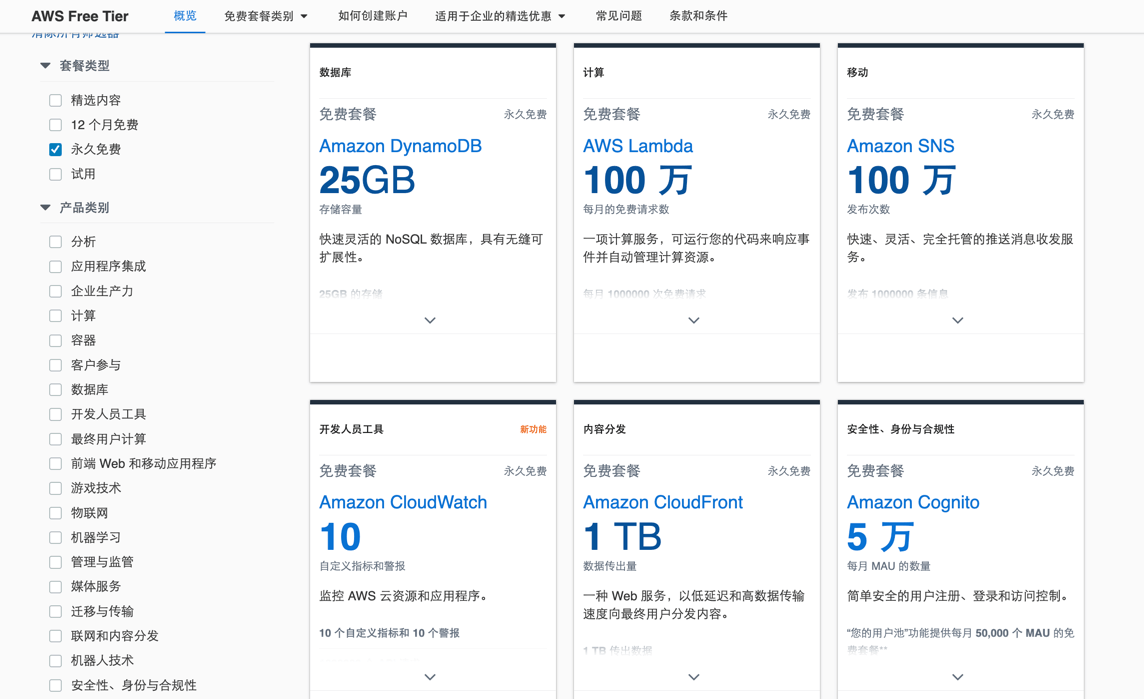 AWS Free Tier
概览
免费套餐类别
如何创建账户
适用于企业的精选优惠
常见问题
条款和条件
清除所有筛选器
套餐类型
精选内容
12 个月免费
永久免费
试用
产品类别
分析
应用程序集成
企业生产力
计算
容器
客户参与
数据库
开发人员工具
最终用户计算
前端 Web 和移动应用程序
游戏技术
物联网
机器学习
管理与监管
媒体服务
迁移与传输
联网和内容分发
机器人技术
安全性、身份与合规性
数据库
免费套餐
永久免费
Amazon DynamoDB
25GB
存储容量
快速灵活的 NoSQL 数据库，具有无缝可
扩展性。
25GB 的存储
计算
免费套餐
永久免费
AWS Lambda
100 万
每月的免费请求数
一项计算服务，可运行您的代码来响应事
件并自动管理计算资源。
每月 1000000 次免费请求
移动
免费套餐
永久免费
Amazon SNS
100 万
发布次数
快速、灵活、完全托管的推送消息收发服
务。
发布 1000000 条信息
开发人员工具
新功能
免费套餐
永久免费
Amazon CloudWatch
10
自定义指标和警报
监控 AWS 云资源和应用程序。
10 个自定义指标和 10 个警报
内容分发
免费套餐
永久免费
Amazon CloudFront
1 TB
数据传出量
一种 Web 服务，以低延迟和高数据传输
速度向最终用户分发内容。
1 TB 传出数据
安全性、身份与合规性
免费套餐
永久免费
Amazon Cognito
5 万
每月 MAU 的数量
简单安全的用户注册、登录和访问控制。
“您的用户池”功能提供每月 50,000 个 MAU 的免
费套餐**